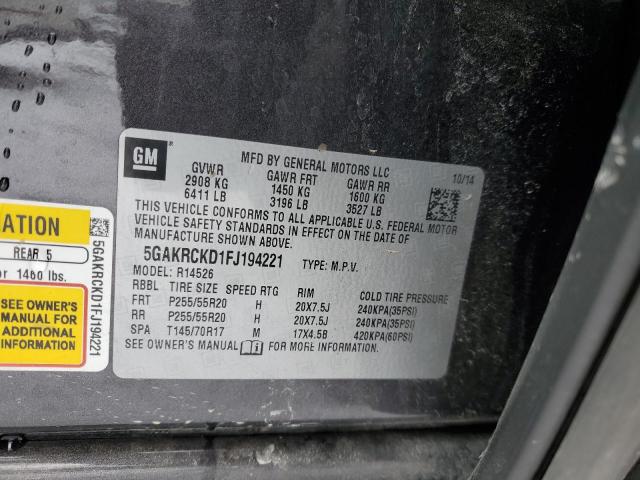 GM
MFD BY GENERAL MOTORS LLC
10/14
GVWR GAWR FRT GAWR RR
2908 KG 1450 KG 1600 KG
6411 LB 3196 LB 3527 LB
THIS VEHICLE CONFORMS TO ALL APPLICABLE U.S. FEDERAL MOTOR
VEHICLE SAFETY STANDARDS IN EFFECT ON THE DATE OF
MANUFACTURE SHOWN ABOVE.
5GAKRCKD1FJ194221 TYPE: M.P.V.
MODEL: R14526
RBBL TIRE SIZE SPEED RTG RIM COLD TIRE PRESSURE
FRT P255/55R20 H 20X7.5J 240KPA(35PSI)
RR P255/55R20 H 20X7.5J 240KPA(35PSI)
SPA T145/70R17 M 17X4.5B 420KPA(60PSI)
SEE OWNER'S MANUAL FOR MORE INFORMATION.
REAR 5
1460 lbs.
SEE OWNER'S
MANUAL FOR
ADDITIONAL
INFORMATION
5GAKRCKD1FJ194221